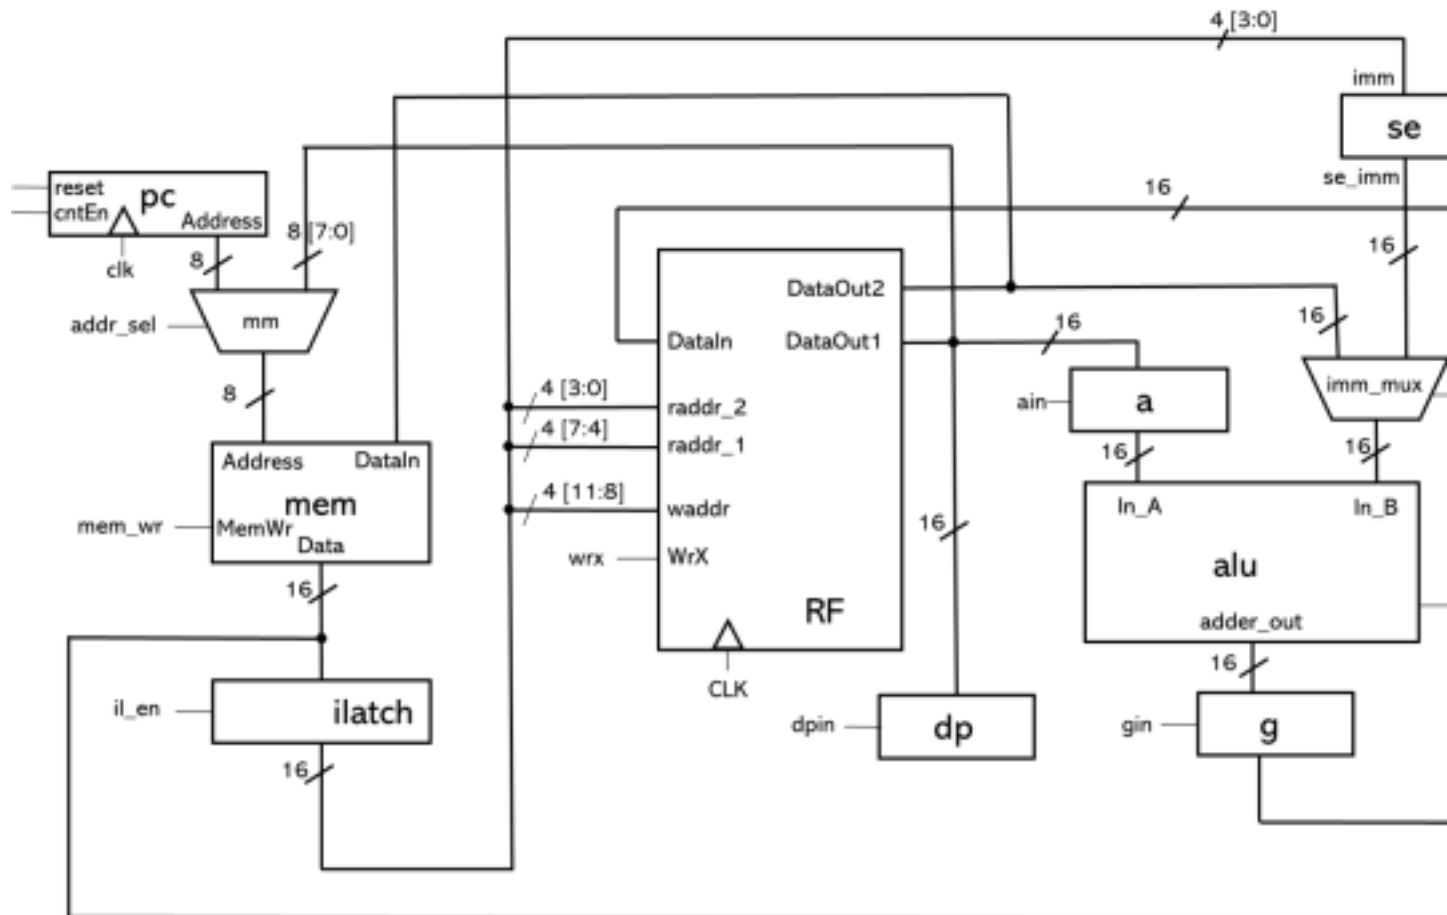 4 [3:0]
imm
se
se_imm
16
16
reset
pc
cntEn
Address
clk
8
8 [7:0]
addr_sel
mm
8
Address
DataIn
mem
mem_wr
MemWr
Data
16
il_en
ilatch
16
DataOut2
DataIn
DataOut1
4 [3:0]
raddr_2
4 [7:4]
raddr_1
4 [11:8]
waddr
wrx
WrX
RF
CLK
16
16
dpin
dp
16
ain
a
imm_mux
16
16
In_A
In_B
alu
adder_out
16
gin
g